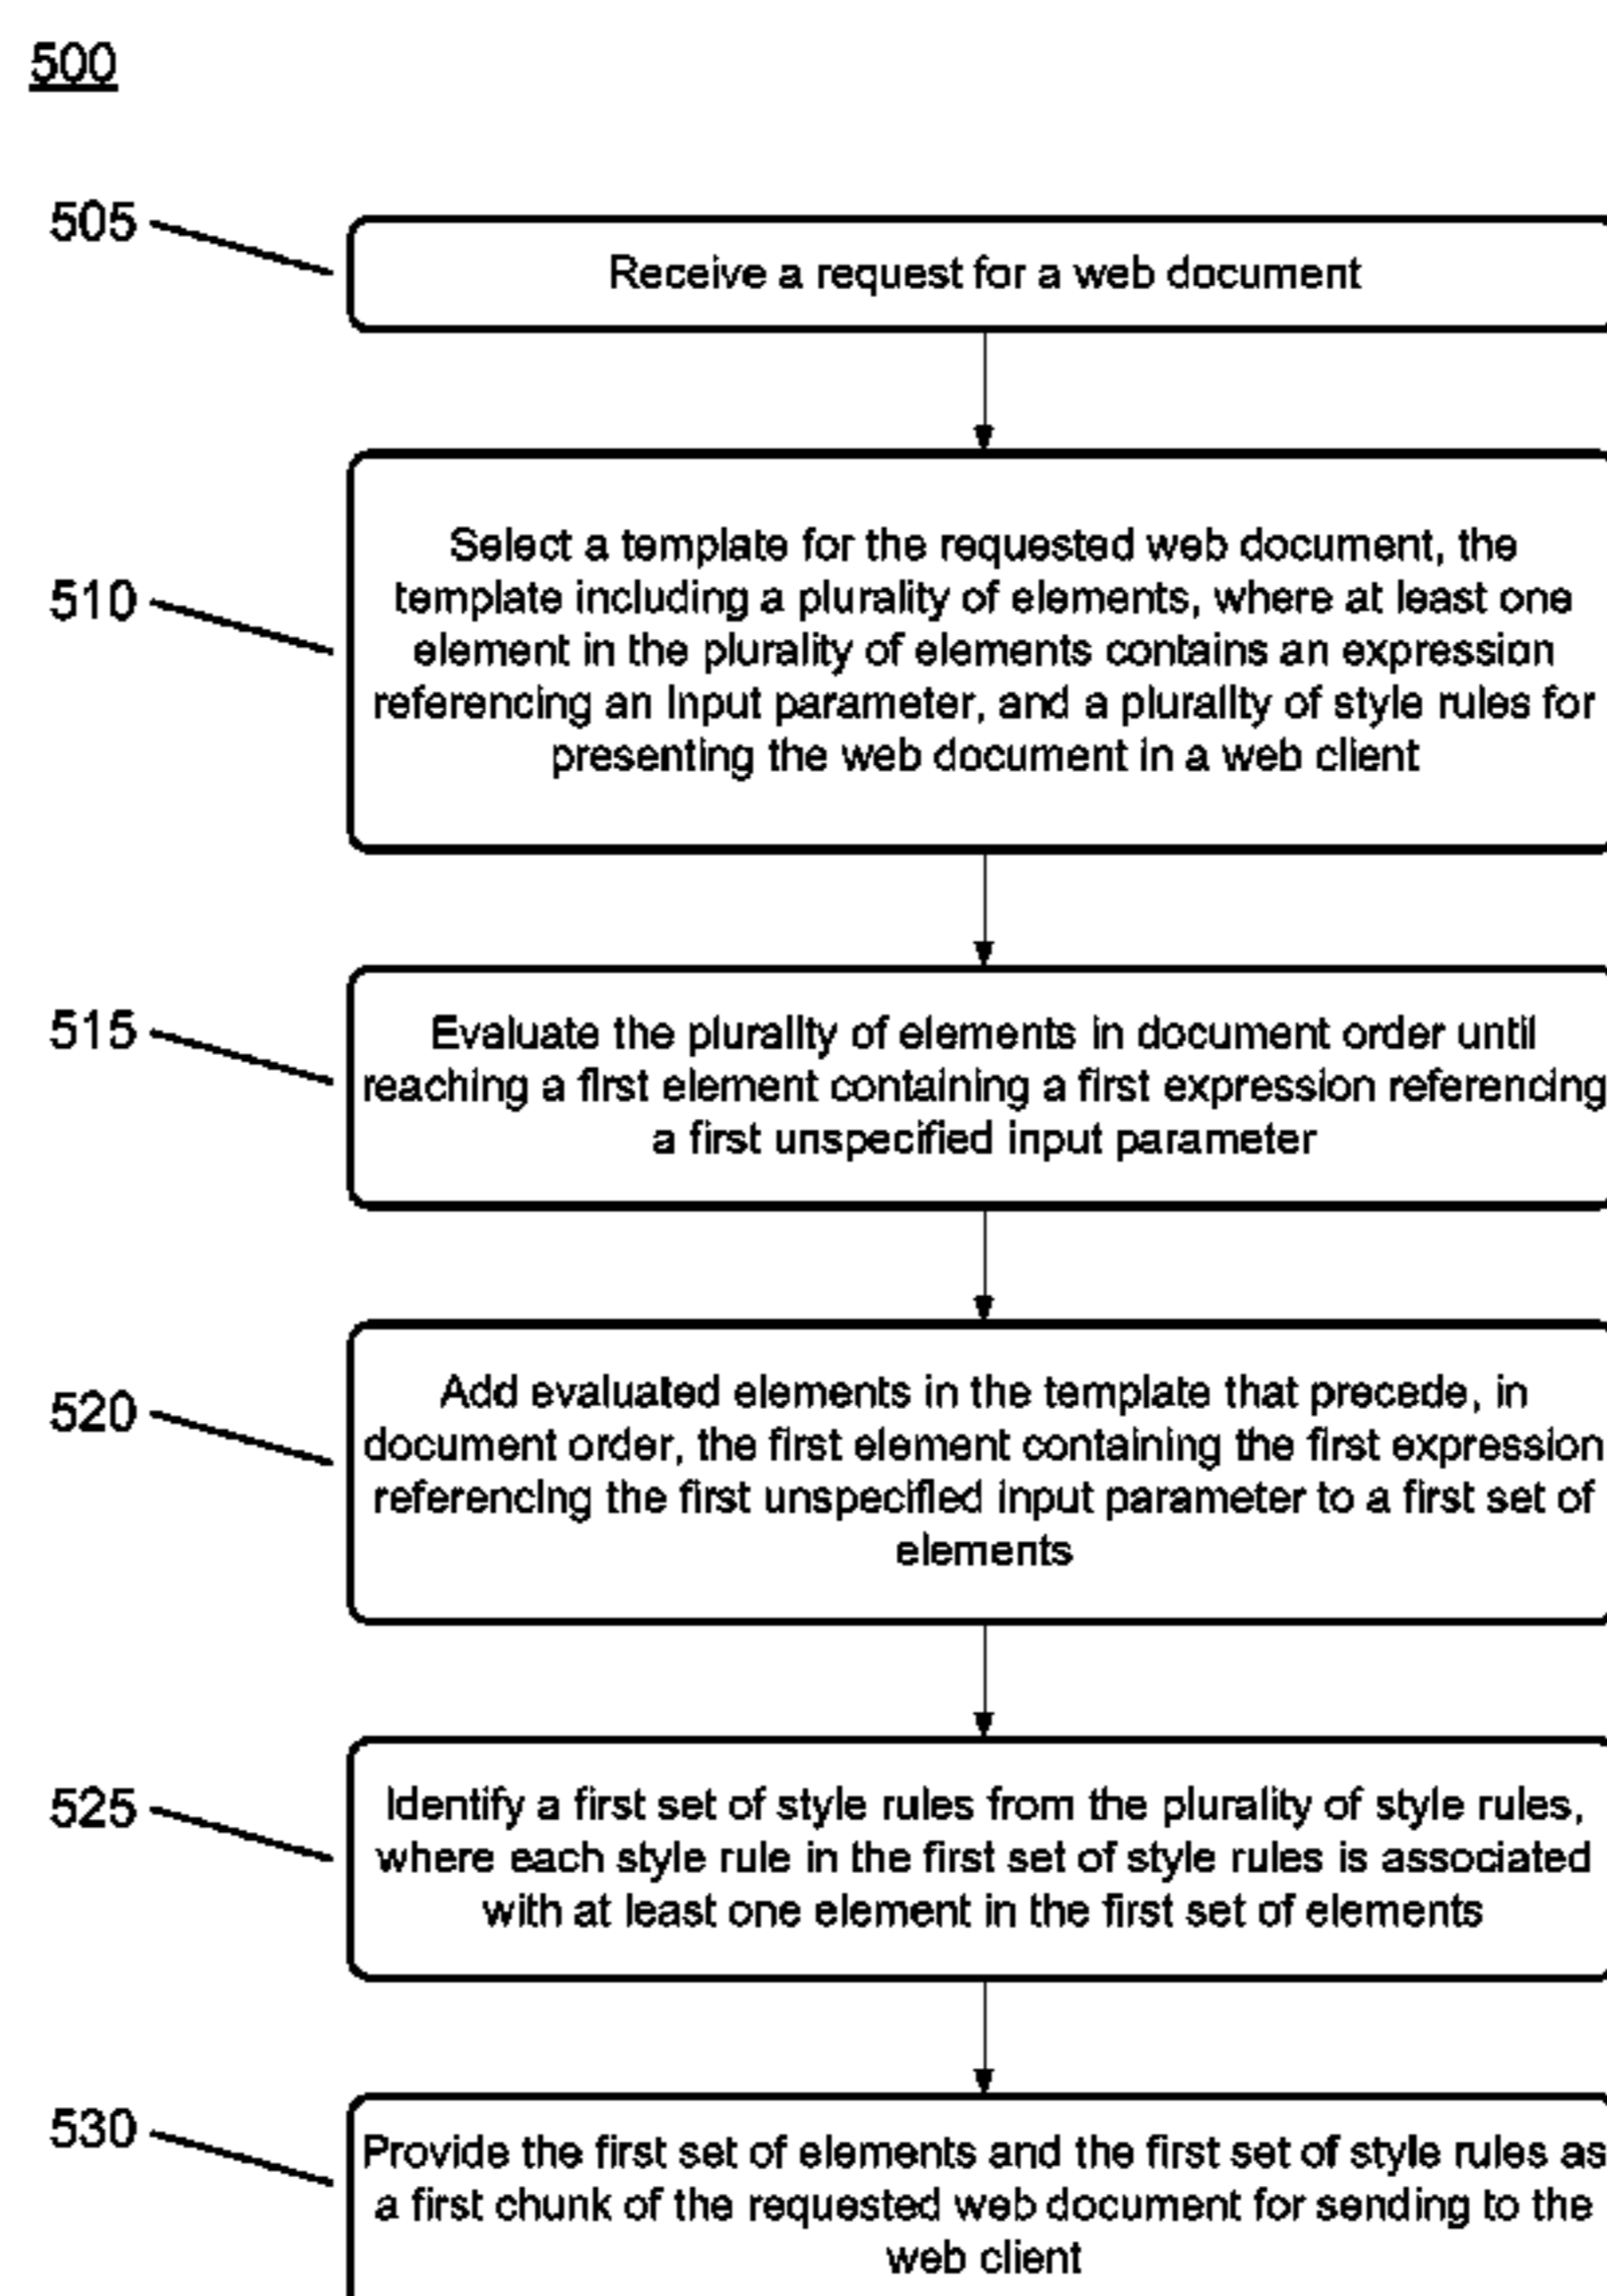 500
505
Receive a request for a web document
510
Select a template for the requested web document, the
template including a plurality of elements, where at least one
element in the plurality of elements contains an expression
referencing an input parameter, and a plurality of style rules for
presenting the web document in a web client
515
Evaluate the plurality of elements in document order until
reaching a first element containing a first expression referencing
a first unspecified input parameter
520
Add evaluated elements in the template that precede, in
document order, the first element containing the first expression
referencing the first unspecified input parameter to a first set of
elements
525
Identify a first set of style rules from the plurality of style rules,
where each style rule in the first set of style rules is associated
with at least one element in the first set of elements
530
Provide the first set of elements and the first set of style rules as
a first chunk of the requested web document for sending to the
web client